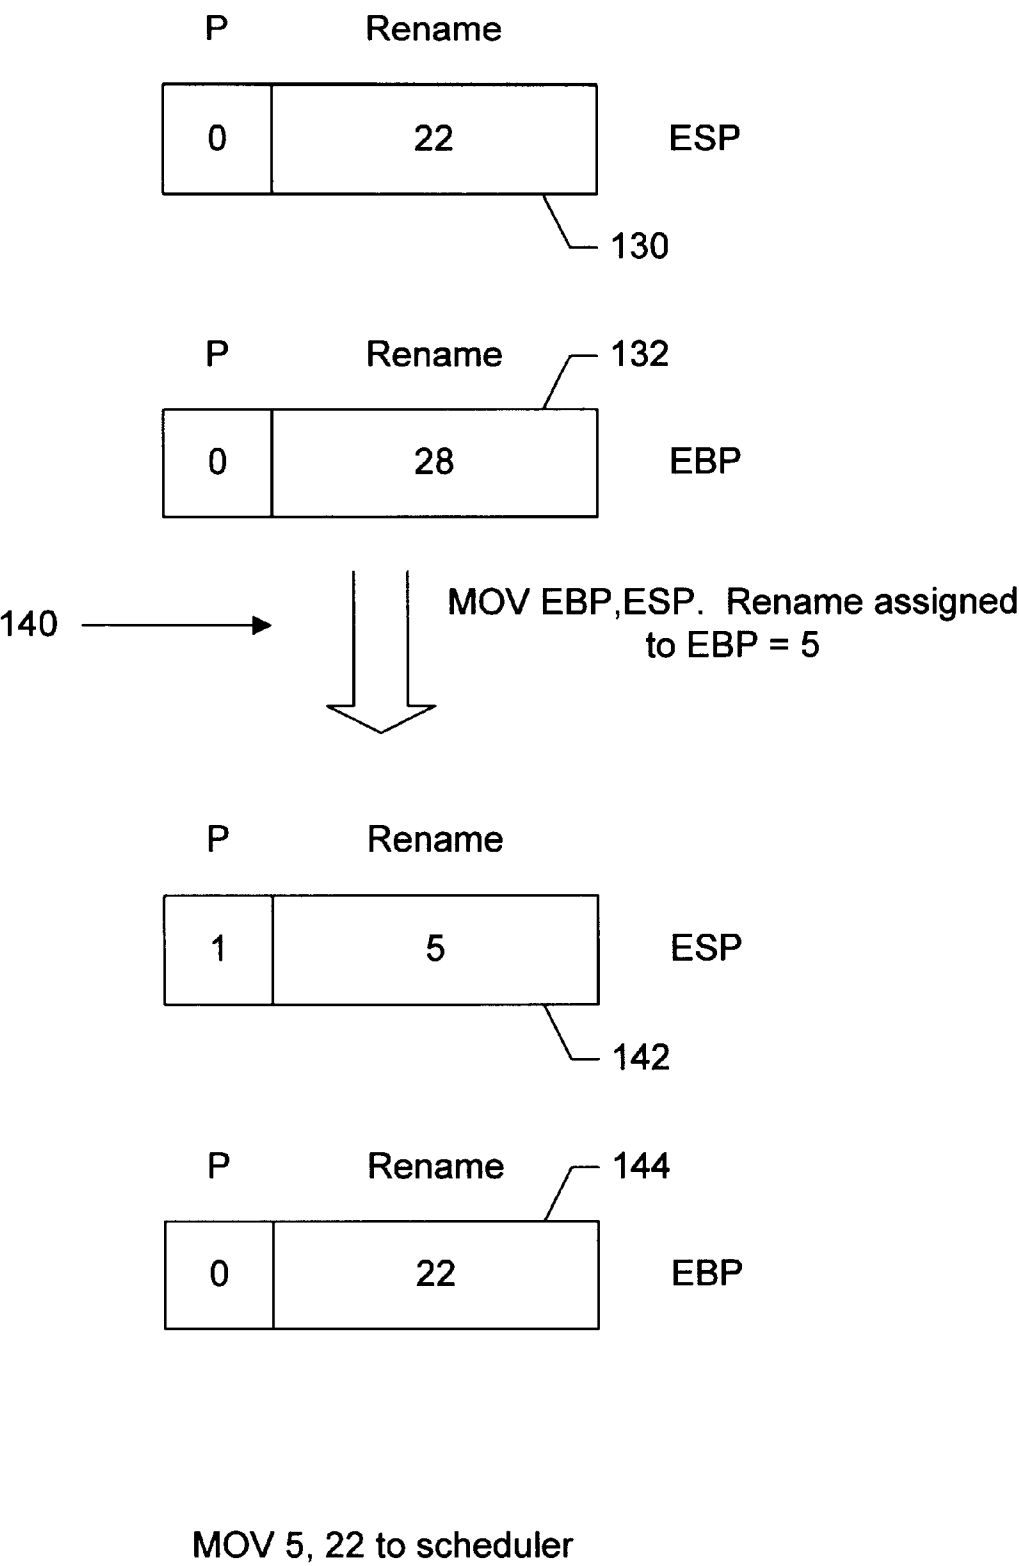 P Rename
0 22 ESP
130
P Rename 132
0 28 EBP
MOV EBP,ESP. Rename assigned
140
to EBP = 5
P Rename
1 5 ESP
142
P Rename 144
0 22 EBP
MOV 5, 22 to scheduler